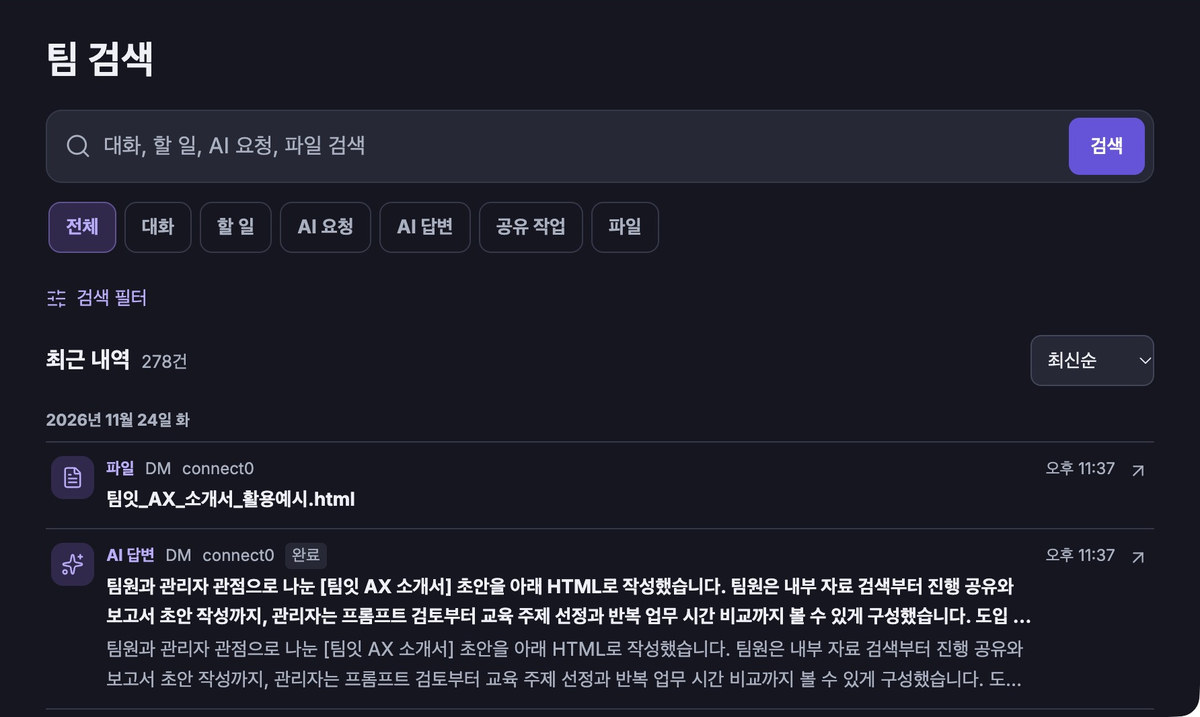 팀 검색
대화, 할 일, AI 요청, 파일 검색
검색
전체 대화 할 일 AI 요청 AI 답변 공유 작업 파일
검색 필터
최근 내역 278건
최신순
2026년 11월 24일 화
파일 DM connect0 오후 11:37
팀잇_AX_소개서_활용예시.html
AI 답변 DM connect0 완료 오후 11:37
팀원과 관리자 관점으로 나눈 [팀잇 AX 소개서] 초안을 아래 HTML로 작성했습니다. 팀원은 내부 자료 검색부터 진행 공유와
보고서 초안 작성까지, 관리자는 프롬프트 검토부터 교육 주제 선정과 반복 업무 시간 비교까지 볼 수 있게 구성했습니다. 도입 ...
팀원과 관리자 관점으로 나눈 [팀잇 AX 소개서] 초안을 아래 HTML로 작성했습니다. 팀원은 내부 자료 검색부터 진행 공유와
보고서 초안 작성까지, 관리자는 프롬프트 검토부터 교육 주제 선정과 반복 업무 시간 비교까지 볼 수 있게 구성했습니다. 도...